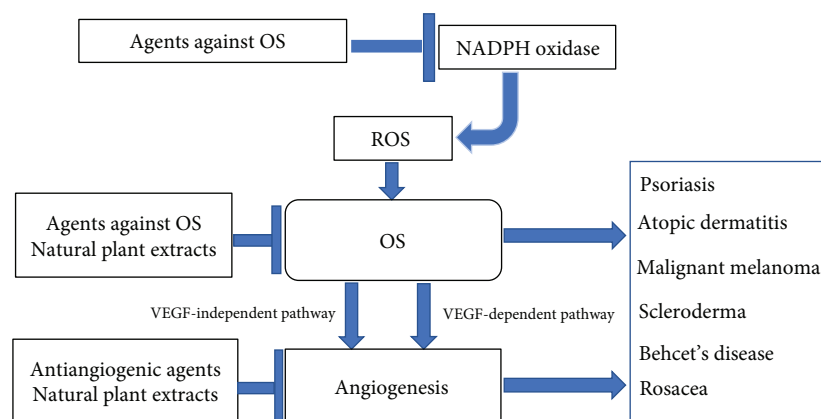 Agents against OS
NADPH oxidase
ROS
Agents against OS
Natural plant extracts
OS
VEGF-independent pathway
VEGF-dependent pathway
Antiangiogenic agents
Natural plant extracts
Angiogenesis
Psoriasis
Atopic dermatitis
Malignant melanoma
Scleroderma
Behcet's disease
Rosacea